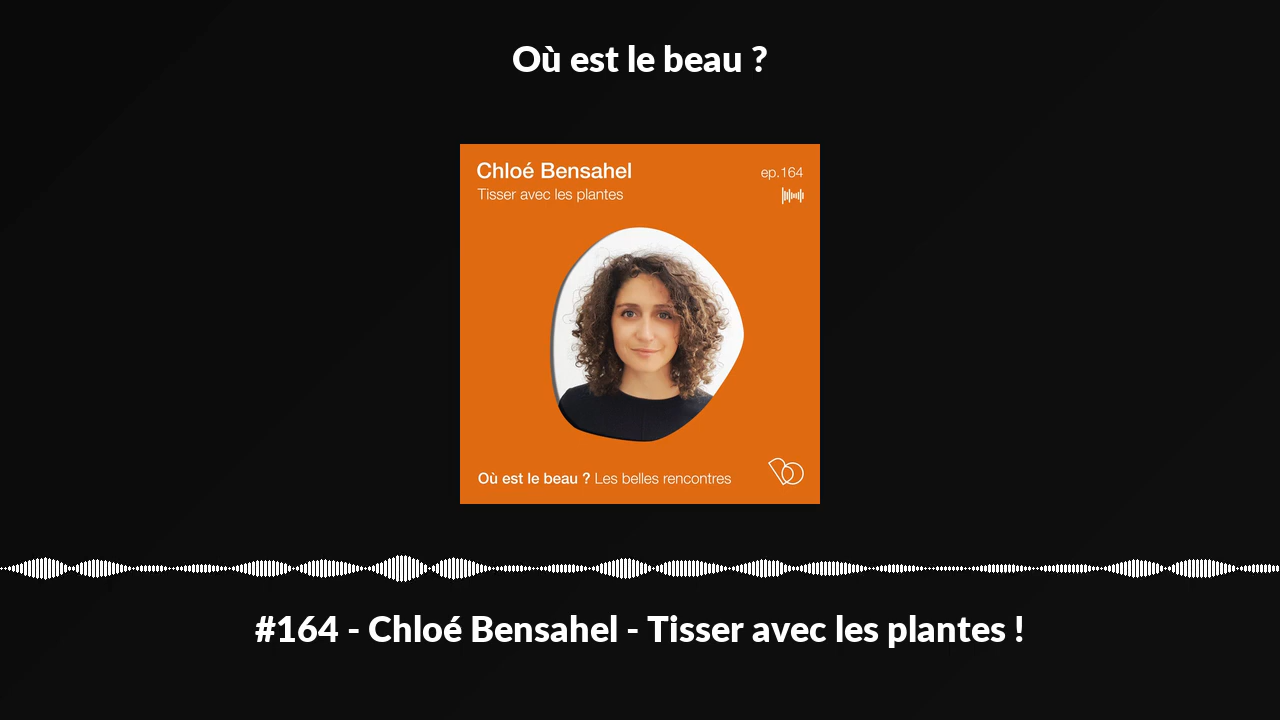 Où est le beau ?
Chloé Bensahel
ep.164
Tisser avec les plantes
Où est le beau ? Les belles rencontres
#164 - Chloé Bensahel - Tisser avec les plantes !